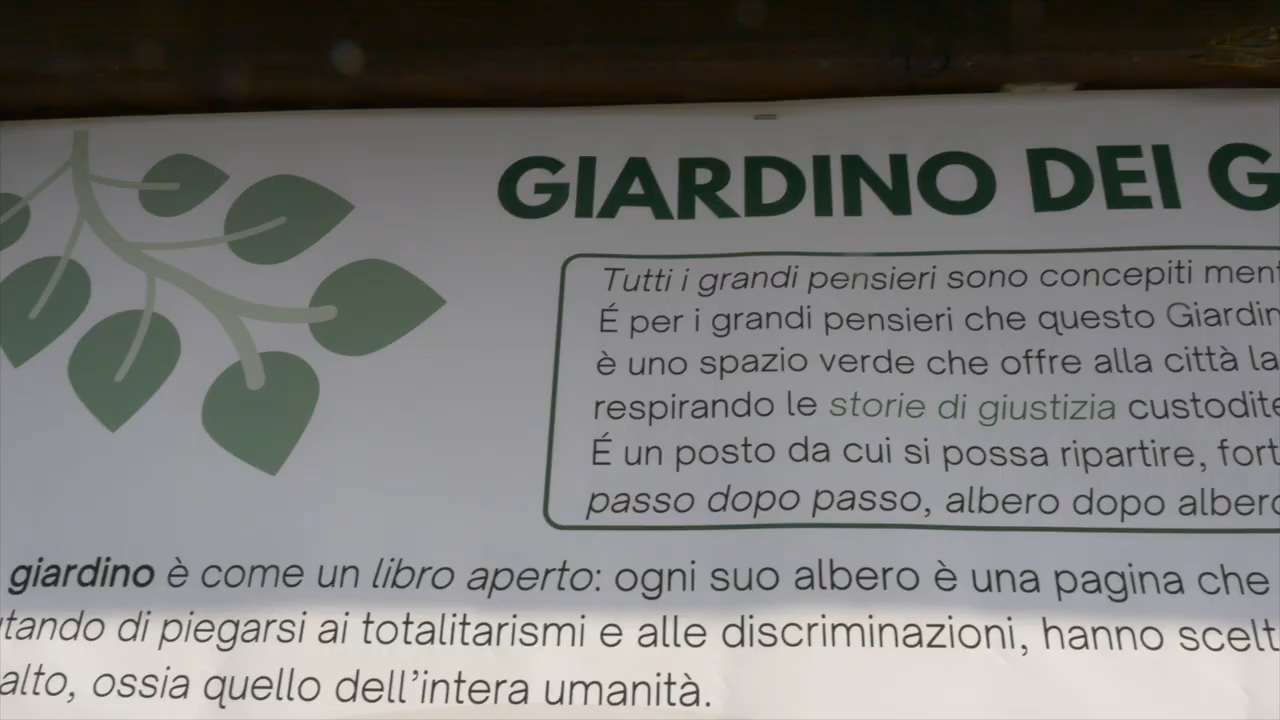 GIARDINO DEI G
Tutti i grandi pensieri sono concepiti ment
É per i grandi pensieri che questo Giardin
è uno spazio verde che offre alla città la
respirando le storie di giustizia custodite
É un posto da cui si possa ripartire, fort
passo dopo passo, albero dopo albero
giardino è come un libro aperto: ogni suo albero è una pagina che
tando di piegarsi ai totalitarismi e alle discriminazioni, hanno scelt
alto, ossia quello dell'intera umanità.